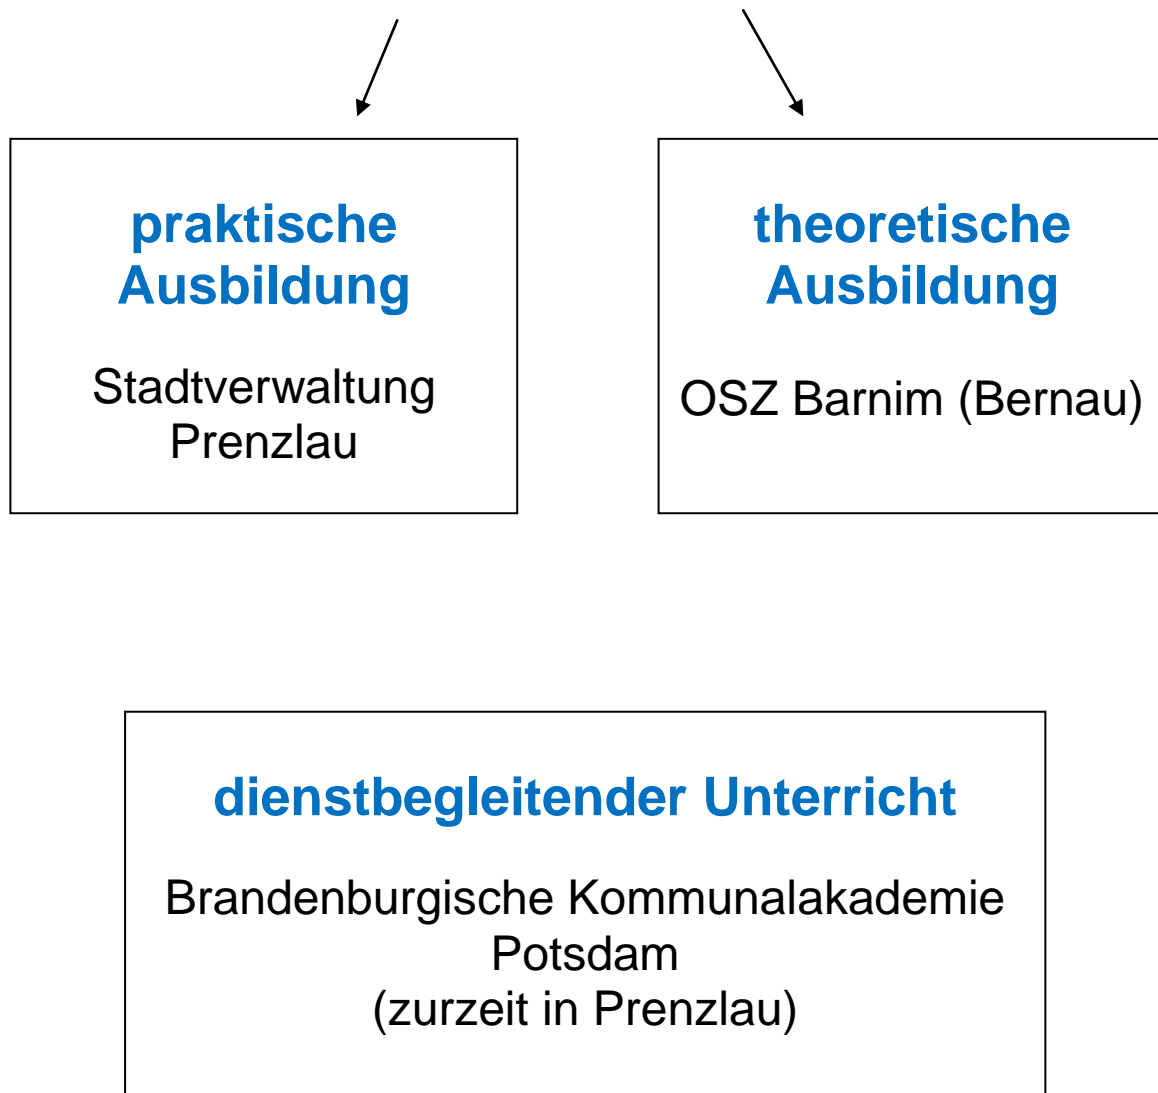 praktische
Ausbildung
Stadtverwaltung
Prenzlau
theoretische
Ausbildung
OSZ Barnim (Bernau)
dienstbegleitender Unterricht
Brandenburgische Kommunalakademie
Potsdam
(zurzeit in Prenzlau)